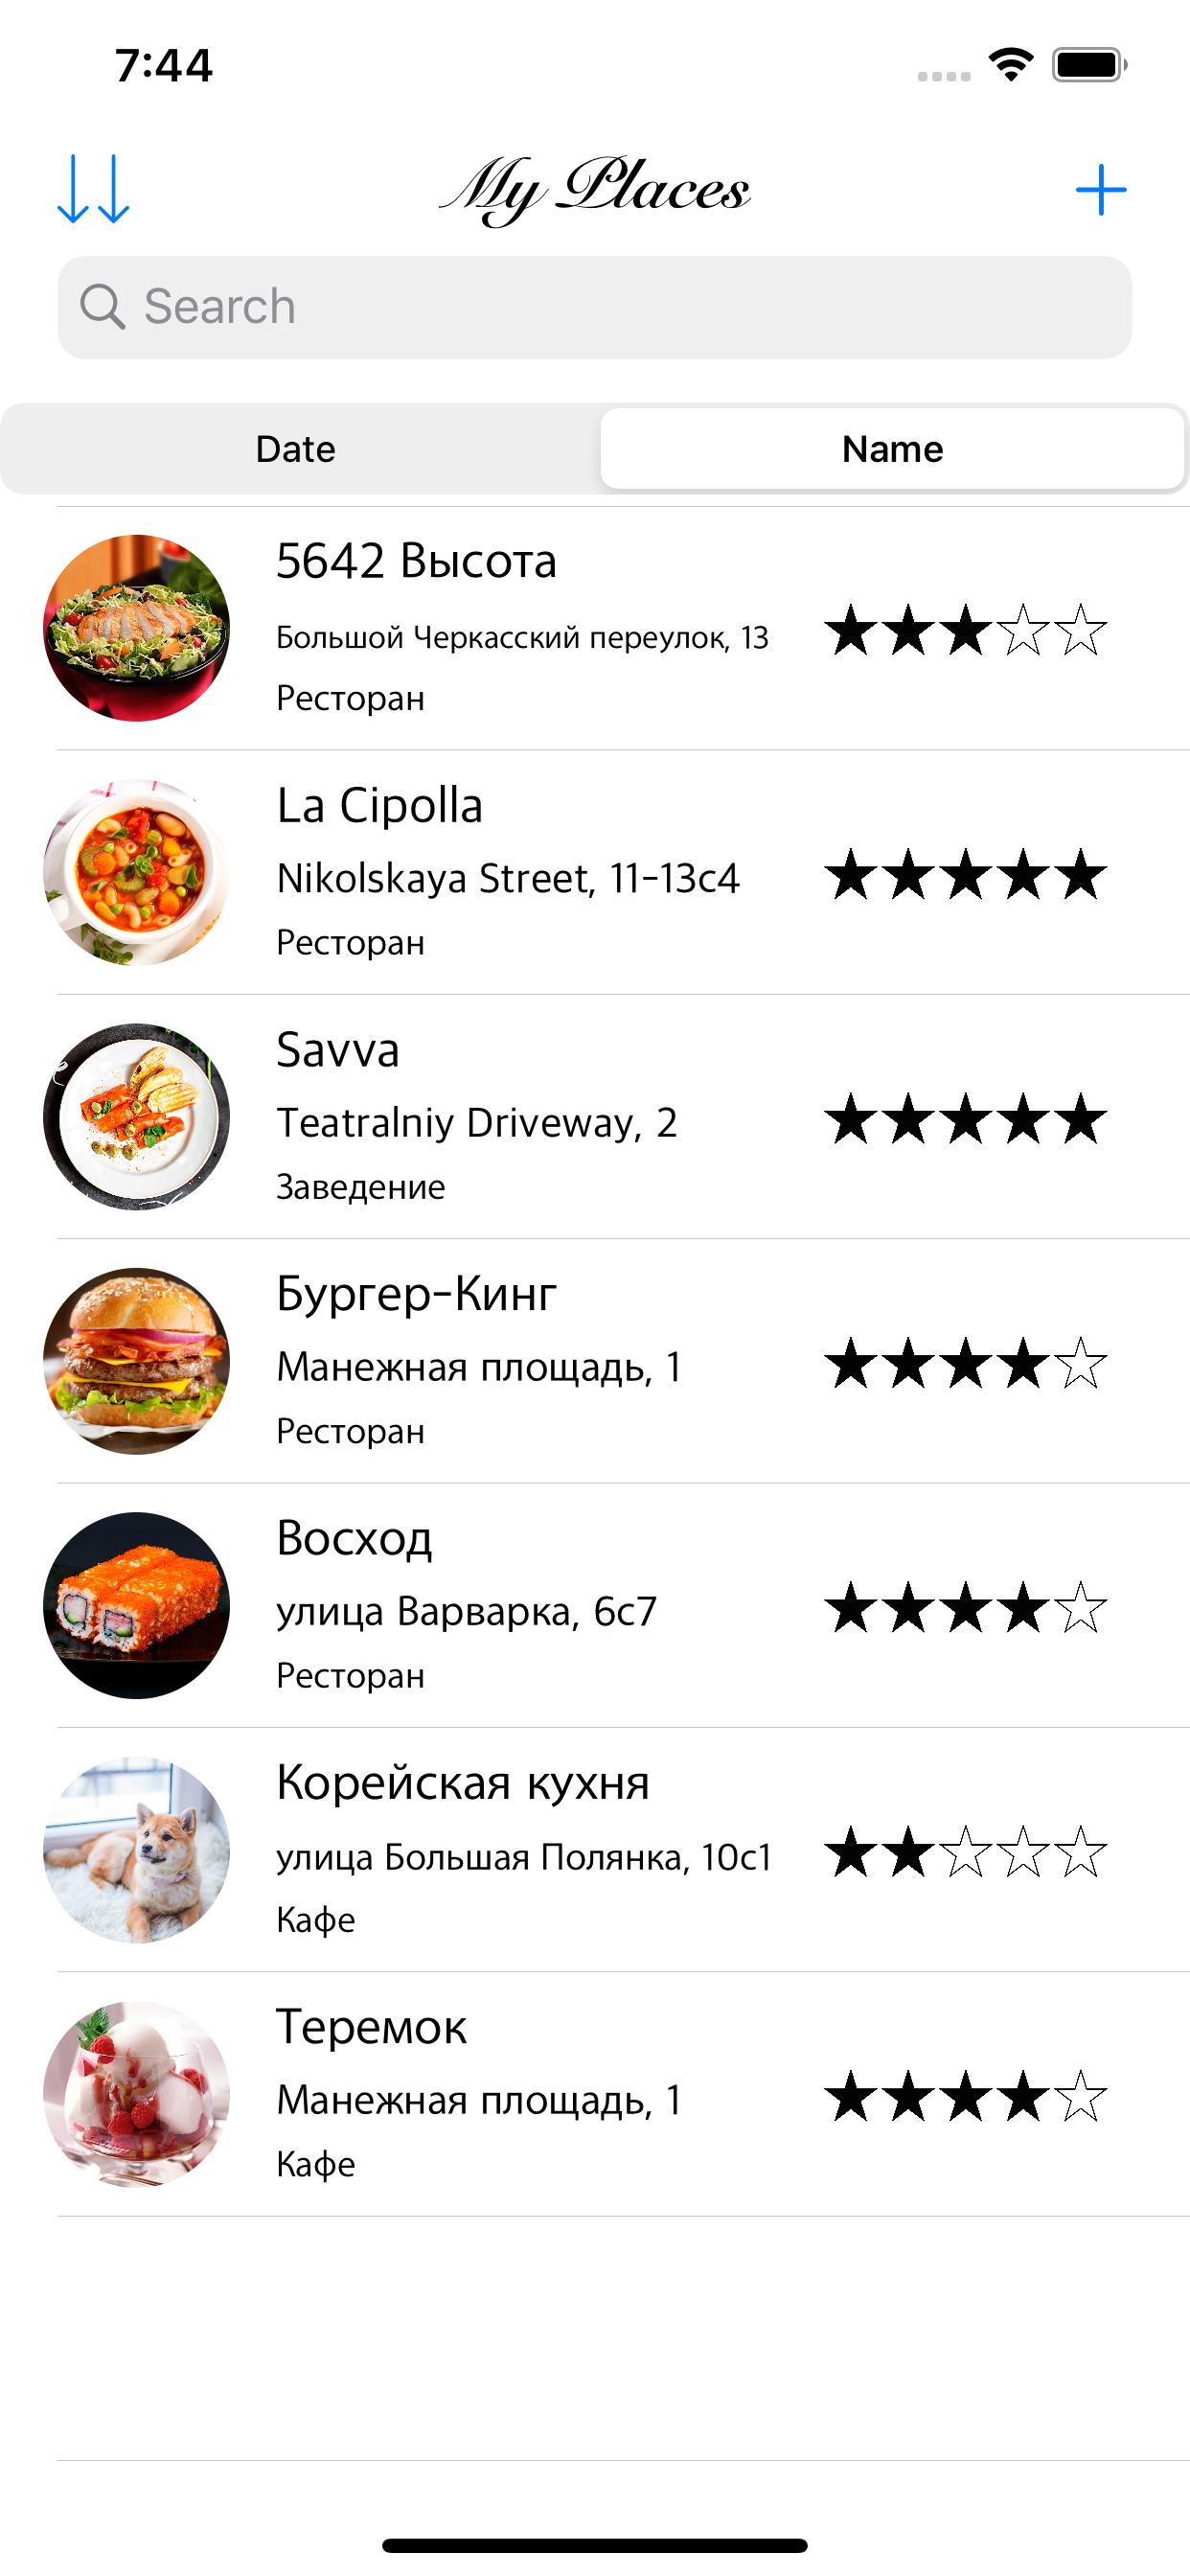 7:44
My Places
Search
Date
Name
5642 Высота
Большой Черкасский переулок, 13
Ресторан
La Cipolla
Nikolskaya Street, 11-13с4
Ресторан
Savva
Teatralniy Driveway, 2
Заведение
Бургер-Кинг
Манежная площадь, 1
Ресторан
Восход
улица Варварка, 6с7
Ресторан
Корейская кухня
улица Большая Полянка, 10с1
Кафе
Теремок
Манежная площадь, 1
Кафе